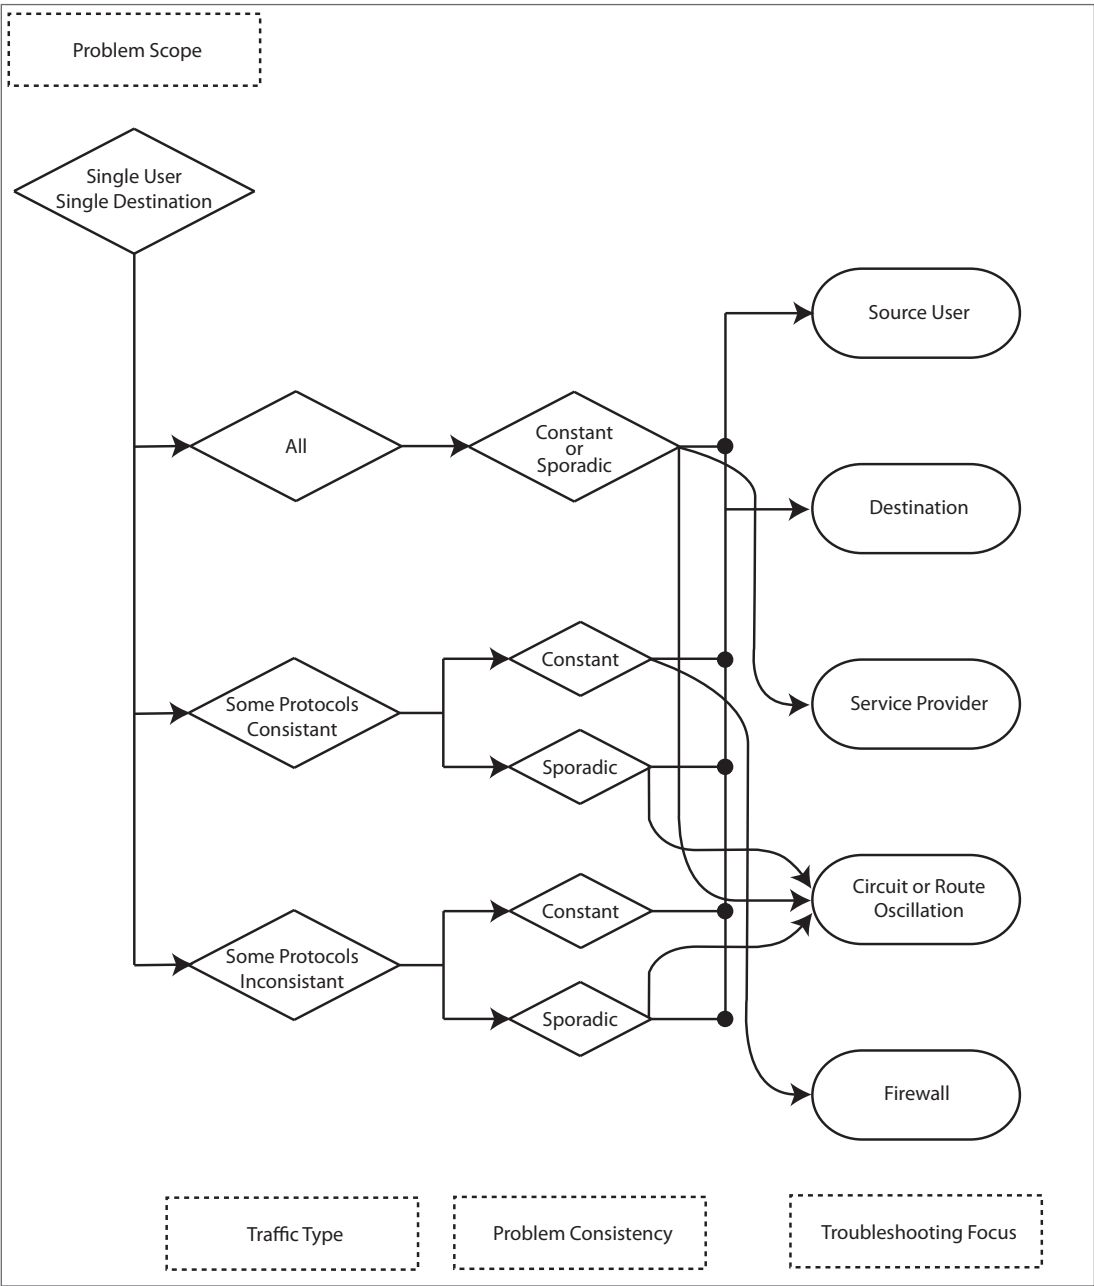 Problem Scope
Single User
Single Destination
Source User
All
Constant
or
Sporadic
Destination
Some Protocols
Consistant
Constant
Sporadic
Service Provider
Some Protocols
Inconsistant
Constant
Sporadic
Circuit or Route
Oscillation
Firewall
Traffic Type
Problem Consistency
Troubleshooting Focus